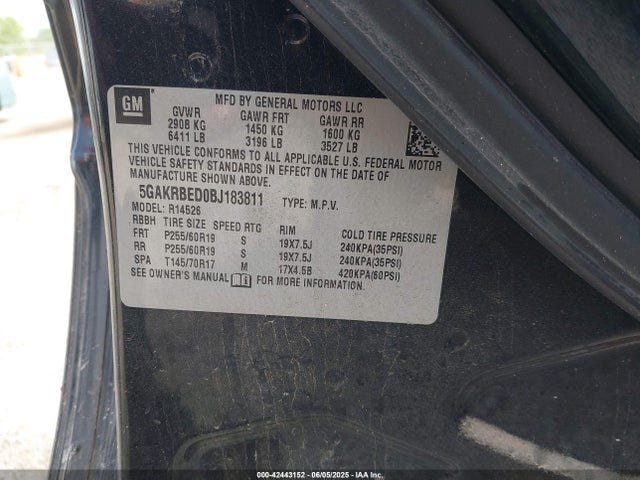 GM
MFD BY GENERAL MOTORS LLC
GVWR GAWR FRT GAWR RR
2908 KG 1450 KG 1600 KG
6411 LB 3196 LB 3527 LB
THIS VEHICLE CONFORMS TO ALL APPLICABLE U.S. FEDERAL MOTOR
VEHICLE SAFETY STANDARDS IN EFFECT ON THE DATE OF
MANUFACTURE SHOWN ABOVE.
5GAKRBED0BJ183811 TYPE: M.P.V.
MODEL: R14526
RBBH TIRE SIZE SPEED RTG RIM COLD TIRE PRESSURE
FRT P255/60R19 S 19X7.5J 240KPA(35PSI)
RR P255/60R19 S 19X7.5J 240KPA(35PSI)
SPA T145/70R17 M 17X4.5B 420KPA(60PSI)
SEE OWNER'S MANUAL FOR MORE INFORMATION.
000-42443152 - 06/05/2025 - IAA Inc.